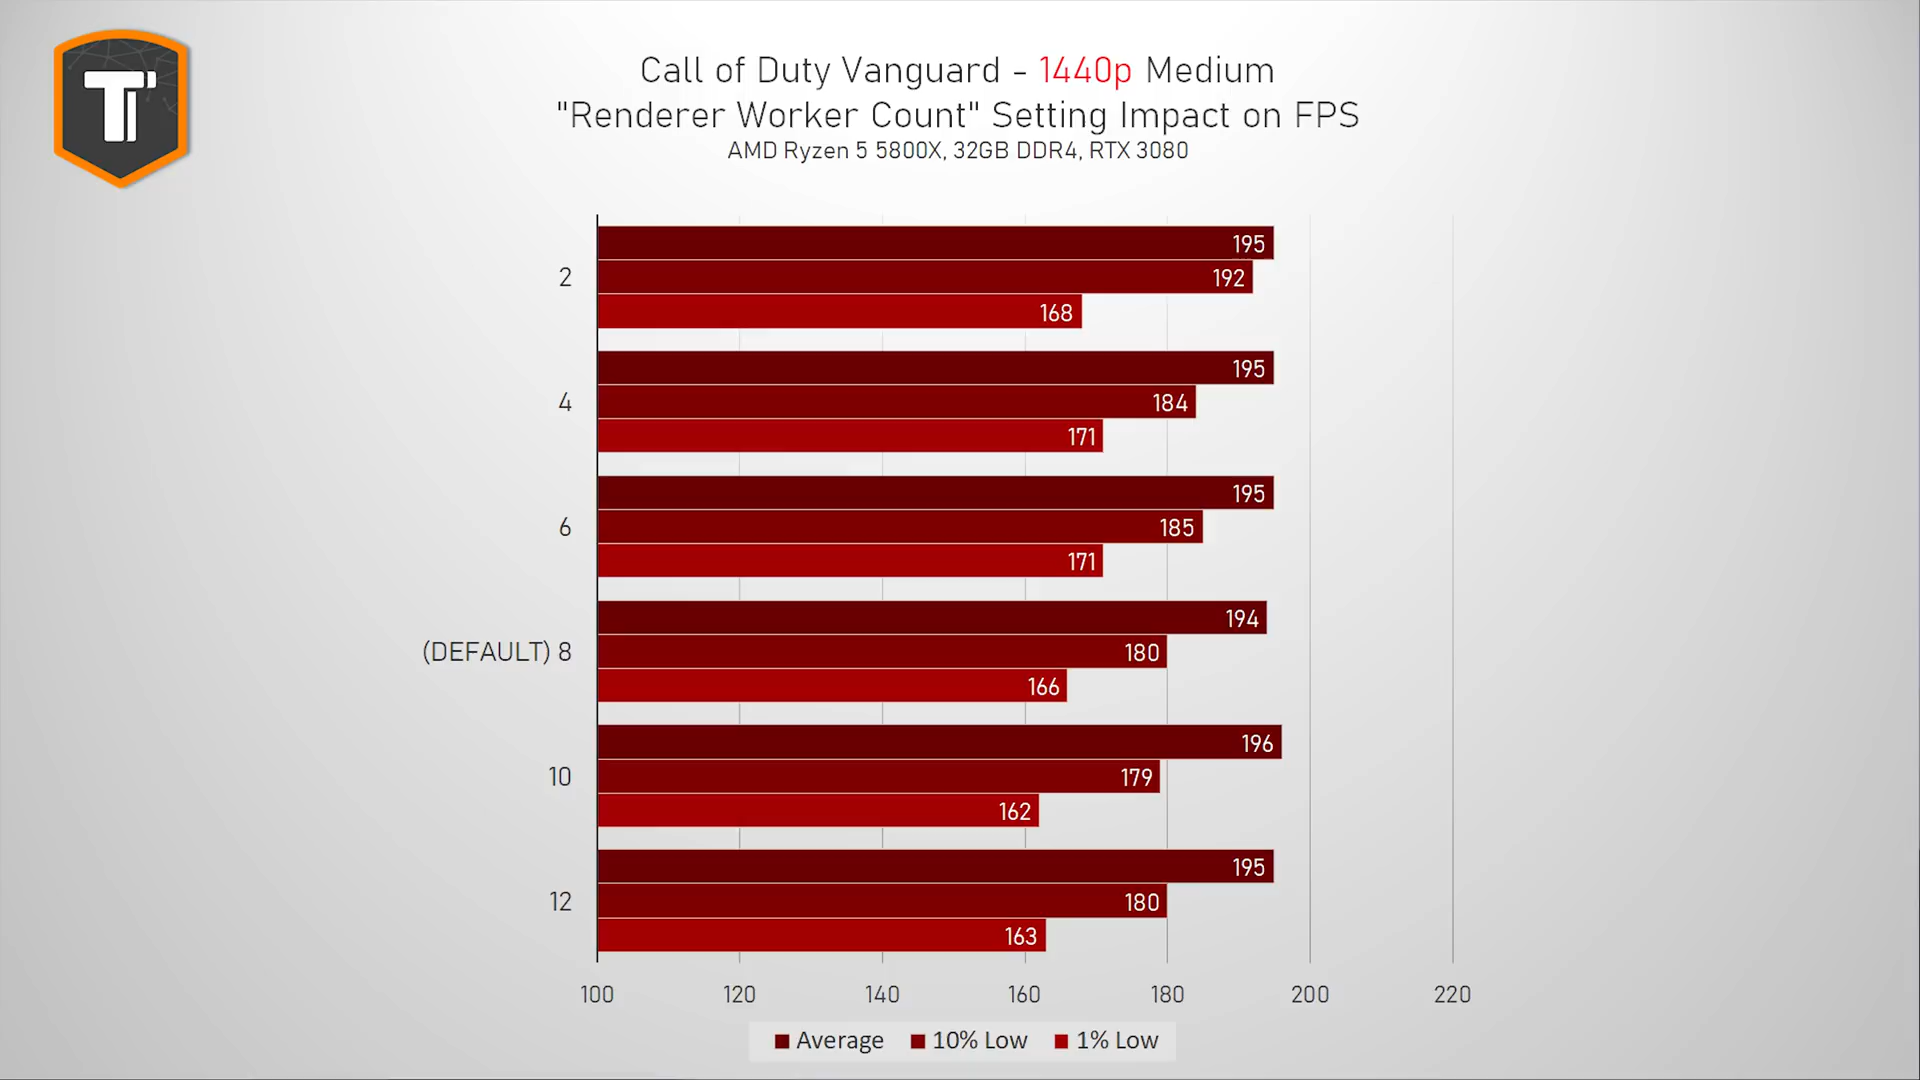 Call of Duty Vanguard - 1440p Medium
"Renderer Worker Count" Setting Impact on FPS
AMD Ryzen 5 5800X, 32GB DDR4, RTX 3080
195
2 192
168
195
4 184
171
195
6 185
171
194
(DEFAULT) 8 180
166
196
10 179
162
195
12 180
163
100 120 140 160 180 200 220
Average 10% Low 1% Low